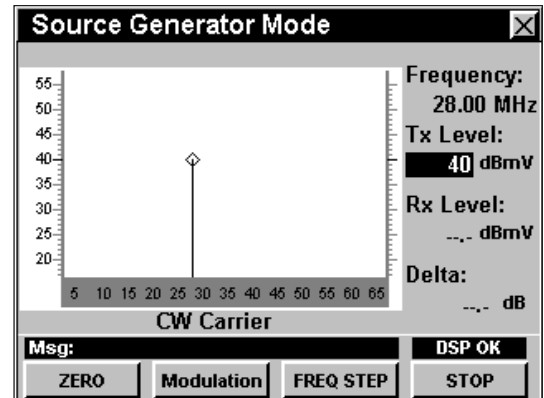 Source Generator Mode
Frequency:
28.00 MHz
Tx Level:
40 dBmV
Rx Level:
--.- dBmV
Delta:
--.- dB
55
50
45
40
35
30
25
20
5 10 15 20 25 30 35 40 45 50 55 60 65
CW Carrier
Msg:
DSP OK
ZERO Modulation FREQ STEP STOP